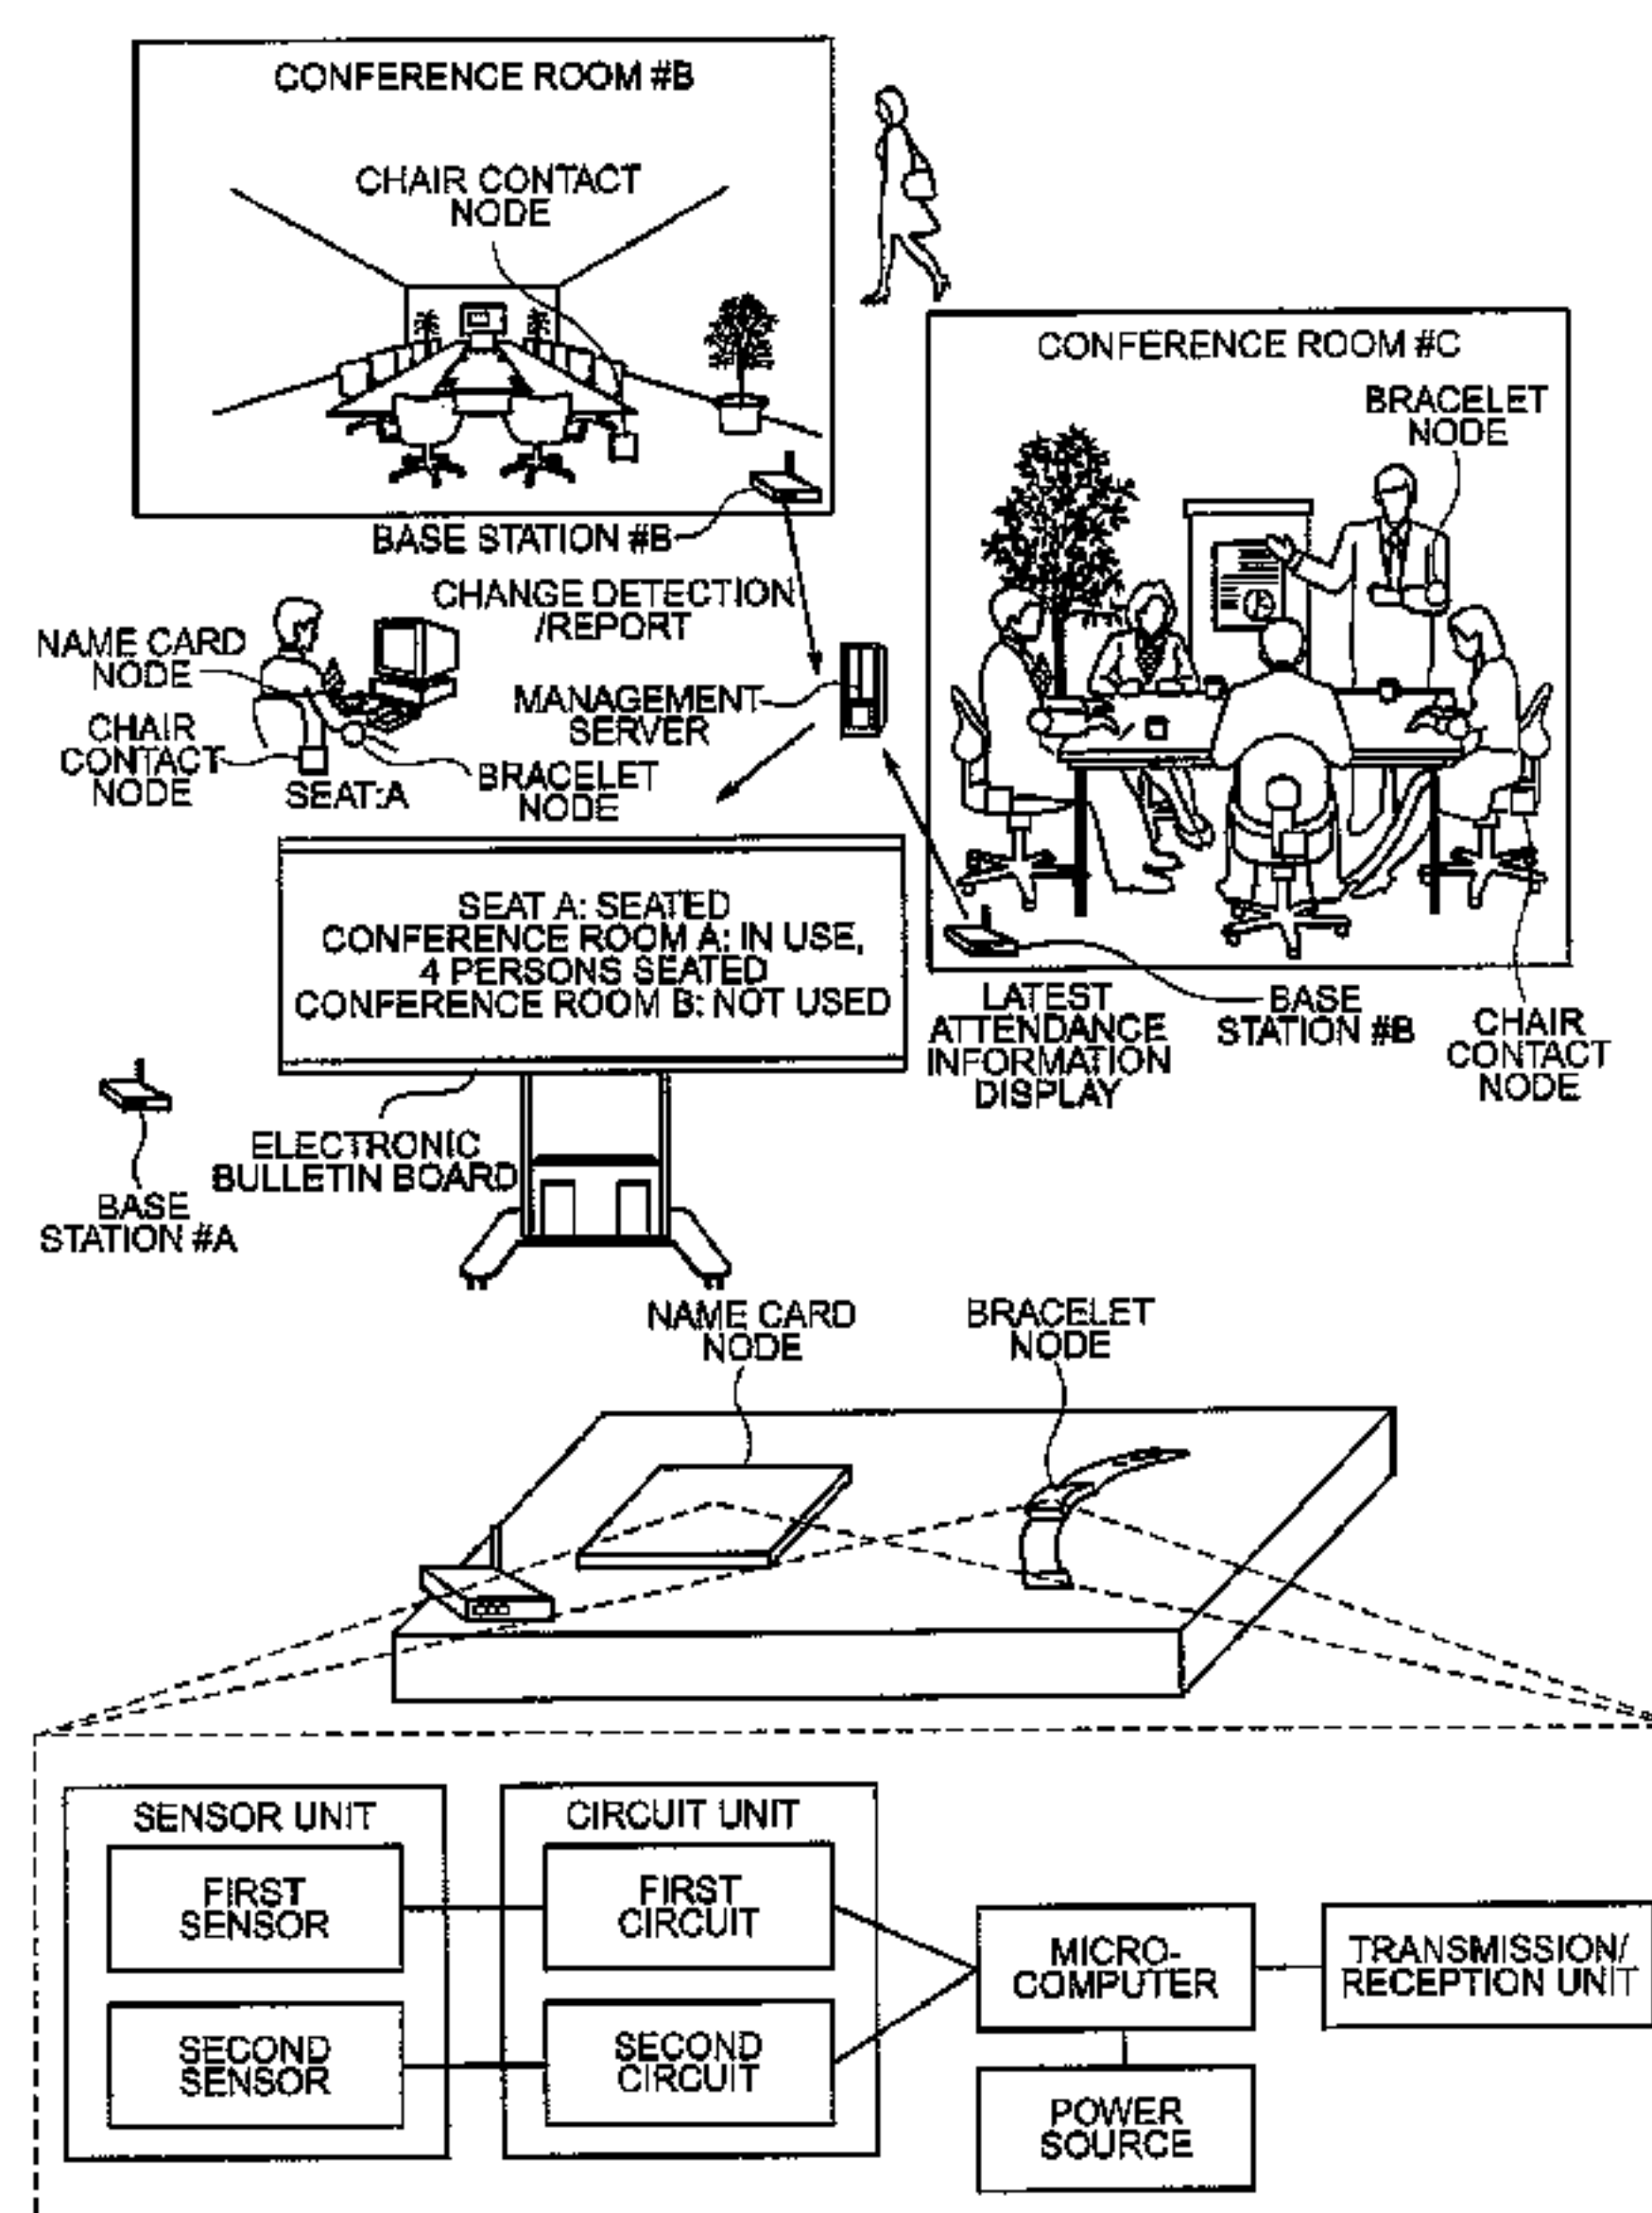 CONFERENCE ROOM #B
CHAIR CONTACT
NODE
CONFERENCE ROOM #C
BRACELET
NODE
BASE STATION #B
CHANGE DETECTION
/REPORT
NAME CARD
NODE
MANAGEMENT
SERVER
CHAIR
CONTACT
NODE
SEAT:A
BRACELET
NODE
SEAT A: SEATED
CONFERENCE ROOM A: IN USE,
4 PERSONS SEATED
CONFERENCE ROOM B: NOT USED
LATEST
ATTENDANCE
INFORMATION
DISPLAY
BASE
STATION #B
CHAIR
CONTACT
NODE
ELECTRONIC
BULLETIN BOARD
BASE
STATION #A
NAME CARD
NODE
BRACELET
NODE
SENSOR UNIT
FIRST
SENSOR
SECOND
SENSOR
CIRCUIT UNIT
FIRST
CIRCUIT
SECOND
CIRCUIT
MICRO-
COMPUTER
TRANSMISSION/
RECEPTION UNIT
POWER
SOURCE